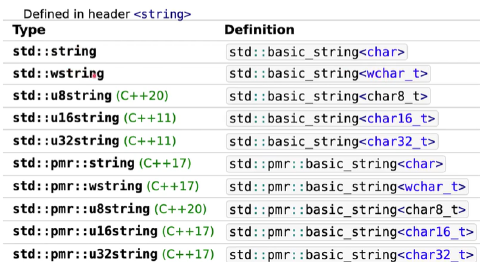 Defined in header <string>
Type Definition
std::string std::basic_string<char>
std::wstring std::basic_string<wchar_t>
std::u8string (C++20) std::basic_string<char8_t>
std::u16string (C++11) std::basic_string<char16_t>
std::u32string (C++11) std::basic_string<char32_t>
std::pmr::string (C++17) std::pmr::basic_string<char>
std::pmr::wstring (C++17) std::pmr::basic_string<wchar_t>
std::pmr::u8string (C++20) std::pmr::basic_string<char8_t>
std::pmr::u16string (C++17) std::pmr::basic_string<char16_t>
std::pmr::u32string (C++17) std::pmr::basic_string<char32_t>